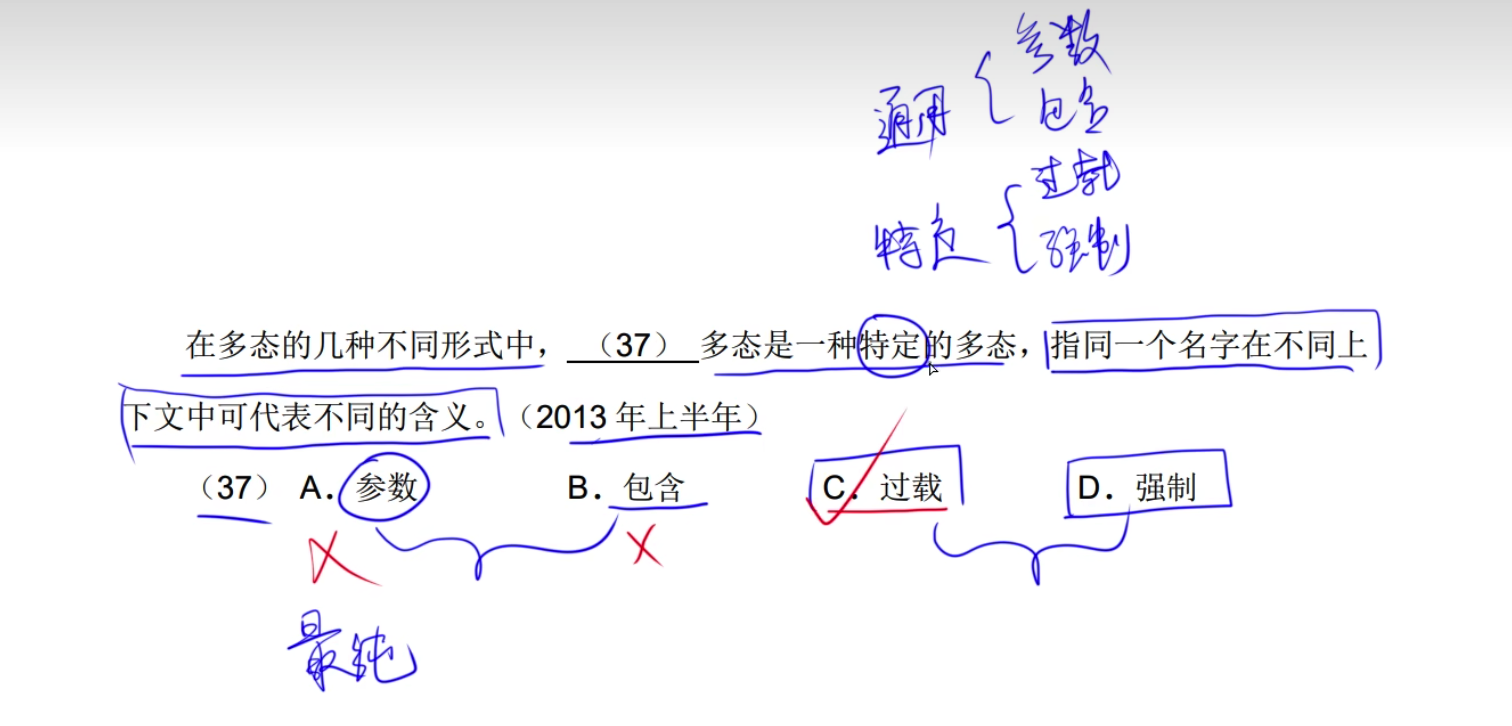 通用 { 参数
包含
特定 { 过载
强制
在多态的几种不同形式中，（37）多态是一种特定的多态，指同一个名字在不同上
下文中可代表不同的含义。（2013 年上半年）
（37） A．参数 B．包含 C．过载 D．强制
最纯